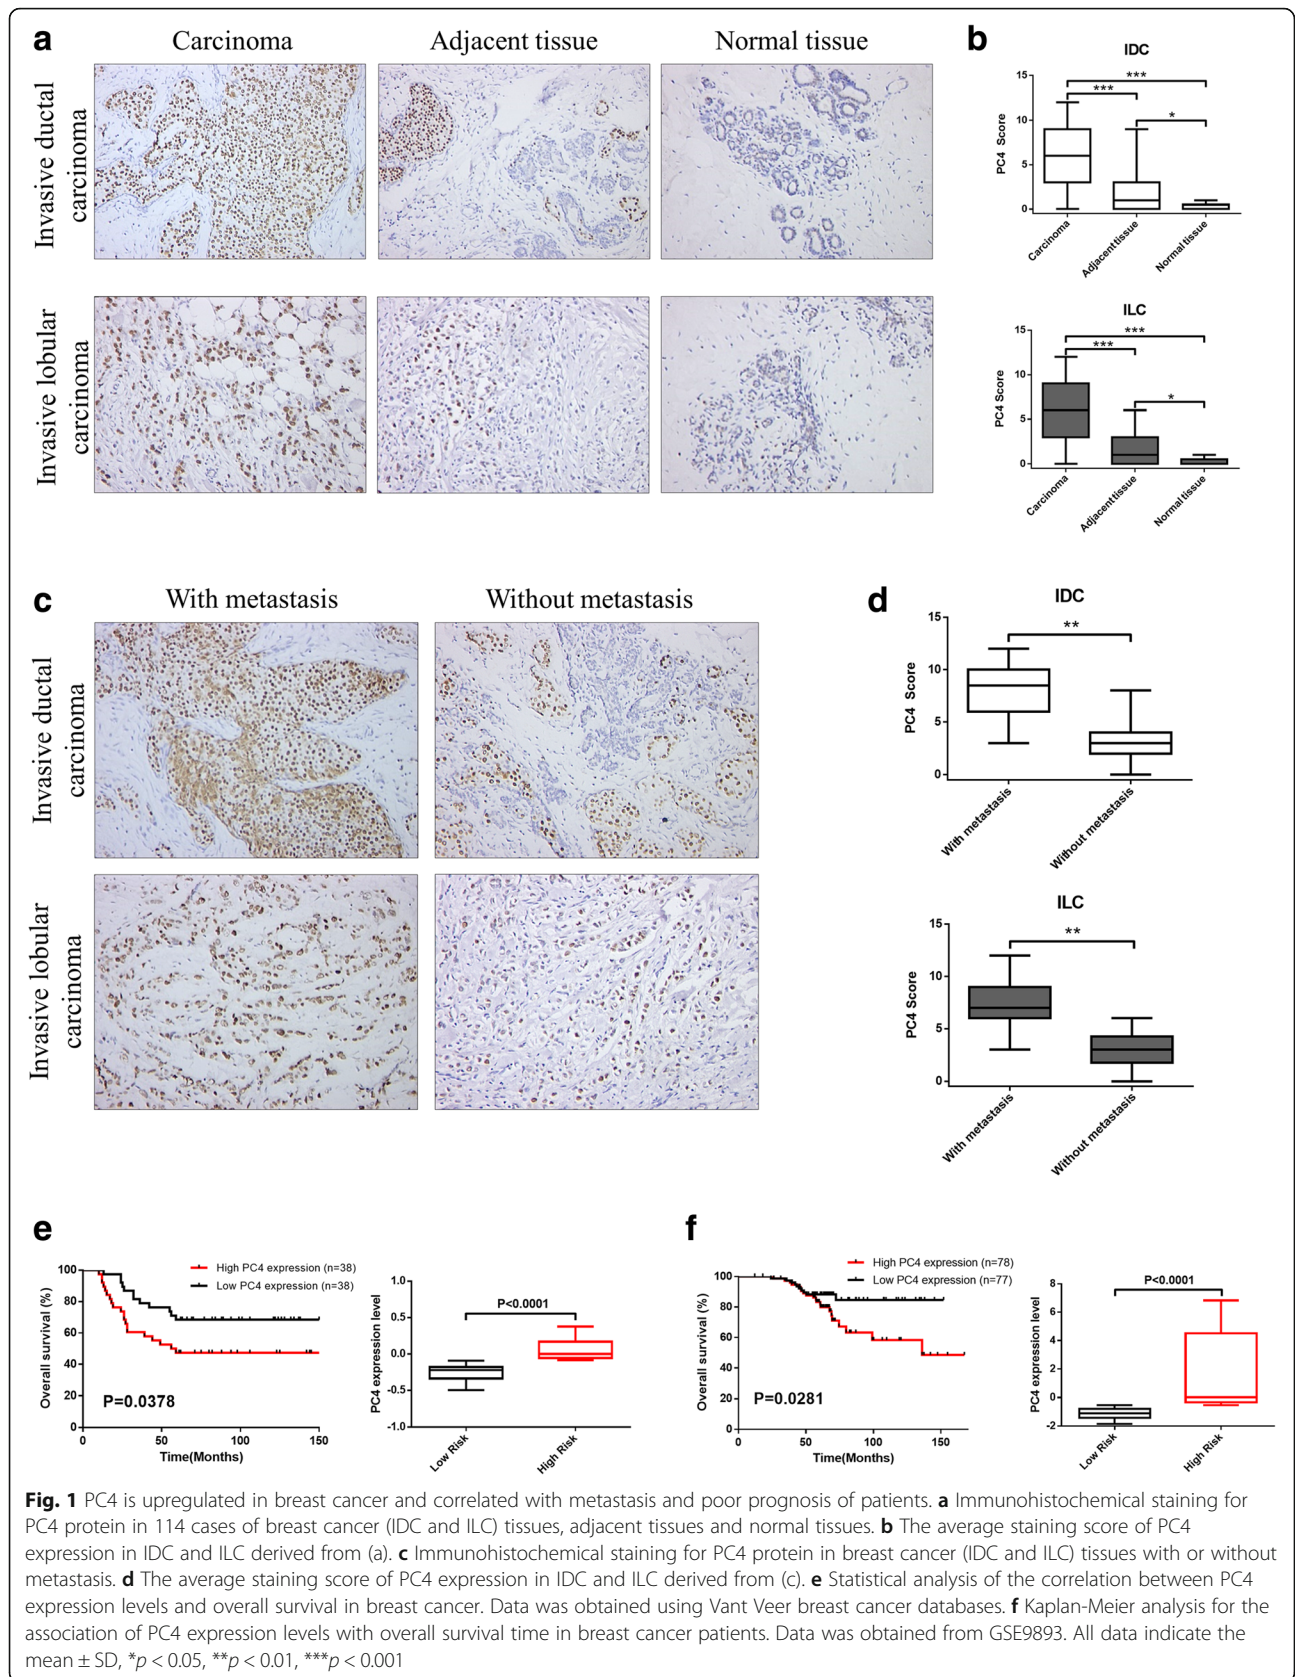 a
Carcinoma
Adjacent tissue
Normal tissue
Invasive ductal
carcinoma
Invasive lobular
carcinoma
b
IDC
15
10
5
0
PC4 Score
***
***
*
Carcinoma
Adjacent tissue
Normal tissue
ILC
15
10
5
0
PC4 Score
***
***
*
Carcinoma
Adjacent tissue
Normal tissue
c
With metastasis
Without metastasis
Invasive ductal
carcinoma
Invasive lobular
carcinoma
d
IDC
15
10
5
0
PC4 Score
**
With metastasis
Without metastasis
ILC
15
10
5
0
PC4 Score
**
With metastasis
Without metastasis
e
High PC4 expression (n=38)
Low PC4 expression (n=38)
100
80
60
40
20
0
Overall survival (%)
P=0.0378
0 50 100 150
Time(Months)
1.0
0.5
0.0
-0.5
-1.0
PC4 expression level
P<0.0001
Low Risk
High Risk
f
High PC4 expression (n=78)
Low PC4 expression (n=77)
100
80
60
40
20
0
Overall survival (%)
P=0.0281
0 50 100 150
Time(Months)
8
6
4
2
0
-2
PC4 expression level
P<0.0001
Low Risk
High Risk
Fig. 1 PC4 is upregulated in breast cancer and correlated with metastasis and poor prognosis of patients. a Immunohistochemical staining for
PC4 protein in 114 cases of breast cancer (IDC and ILC) tissues, adjacent tissues and normal tissues. b The average staining score of PC4
expression in IDC and ILC derived from (a). c Immunohistochemical staining for PC4 protein in breast cancer (IDC and ILC) tissues with or without
metastasis. d The average staining score of PC4 expression in IDC and ILC derived from (c). e Statistical analysis of the correlation between PC4
expression levels and overall survival in breast cancer. Data was obtained using Vant Veer breast cancer databases. f Kaplan-Meier analysis for the
association of PC4 expression levels with overall survival time in breast cancer patients. Data was obtained from GSE9893. All data indicate the
mean ± SD, *p < 0.05, **p < 0.01, ***p < 0.001